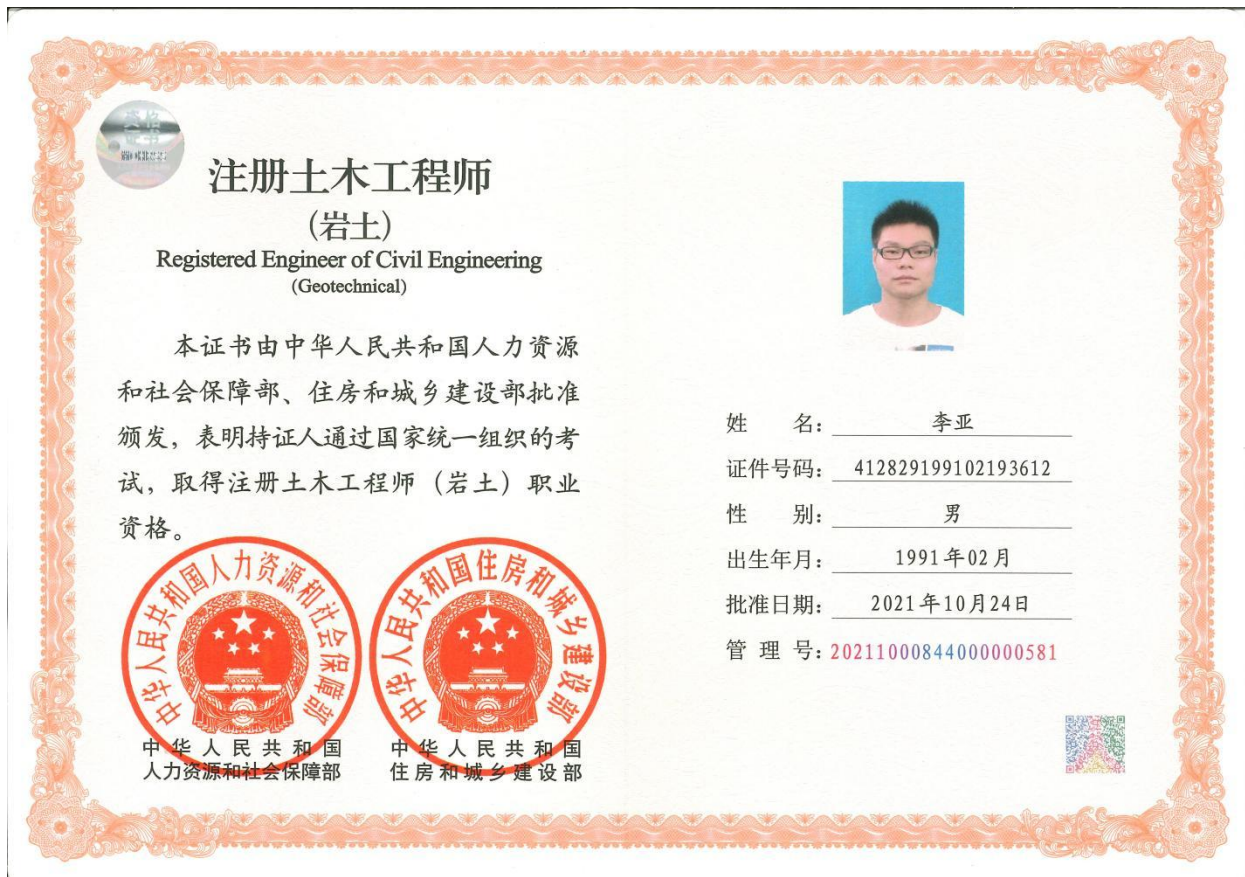 注册土木工程师
(岩土)
Registered Engineer of Civil Engineering
(Geotechnical)
本证书由中华人民共和国人力资源
和社会保障部、住房和城乡建设部批准
颁发，表明持证人通过国家统一组织的考
试，取得注册土木工程师（岩土）职业
资格。
中华人民共和国人力资源和社会保障部
中华人民共和国住房和城乡建设部
中华人民共和国
人力资源和社会保障部
中华人民共和国
住房和城乡建设部
姓 名：李亚
证件号码：412829199102193612
性 别：男
出生年月：1991年02月
批准日期：2021年10月24日
管 理 号：20211000844000000581